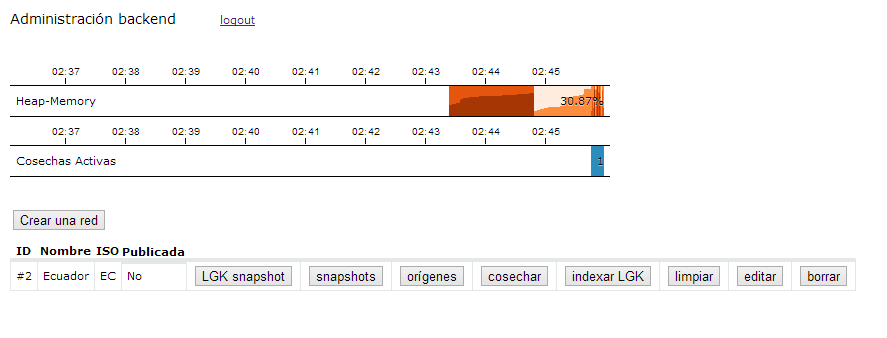 Administración backend logout
02:37 02:38 02:39 02:40 02:41 02:42 02:43 02:44 02:45
Heap-Memory 30.87%
02:37 02:38 02:39 02:40 02:41 02:42 02:43 02:44 02:45
Cosechas Activas 1
Crear una red
ID Nombre ISO Publicada
#2 Ecuador EC No LGK snapshot snapshots orígenes cosechar indexar LGK limpiar editar borrar